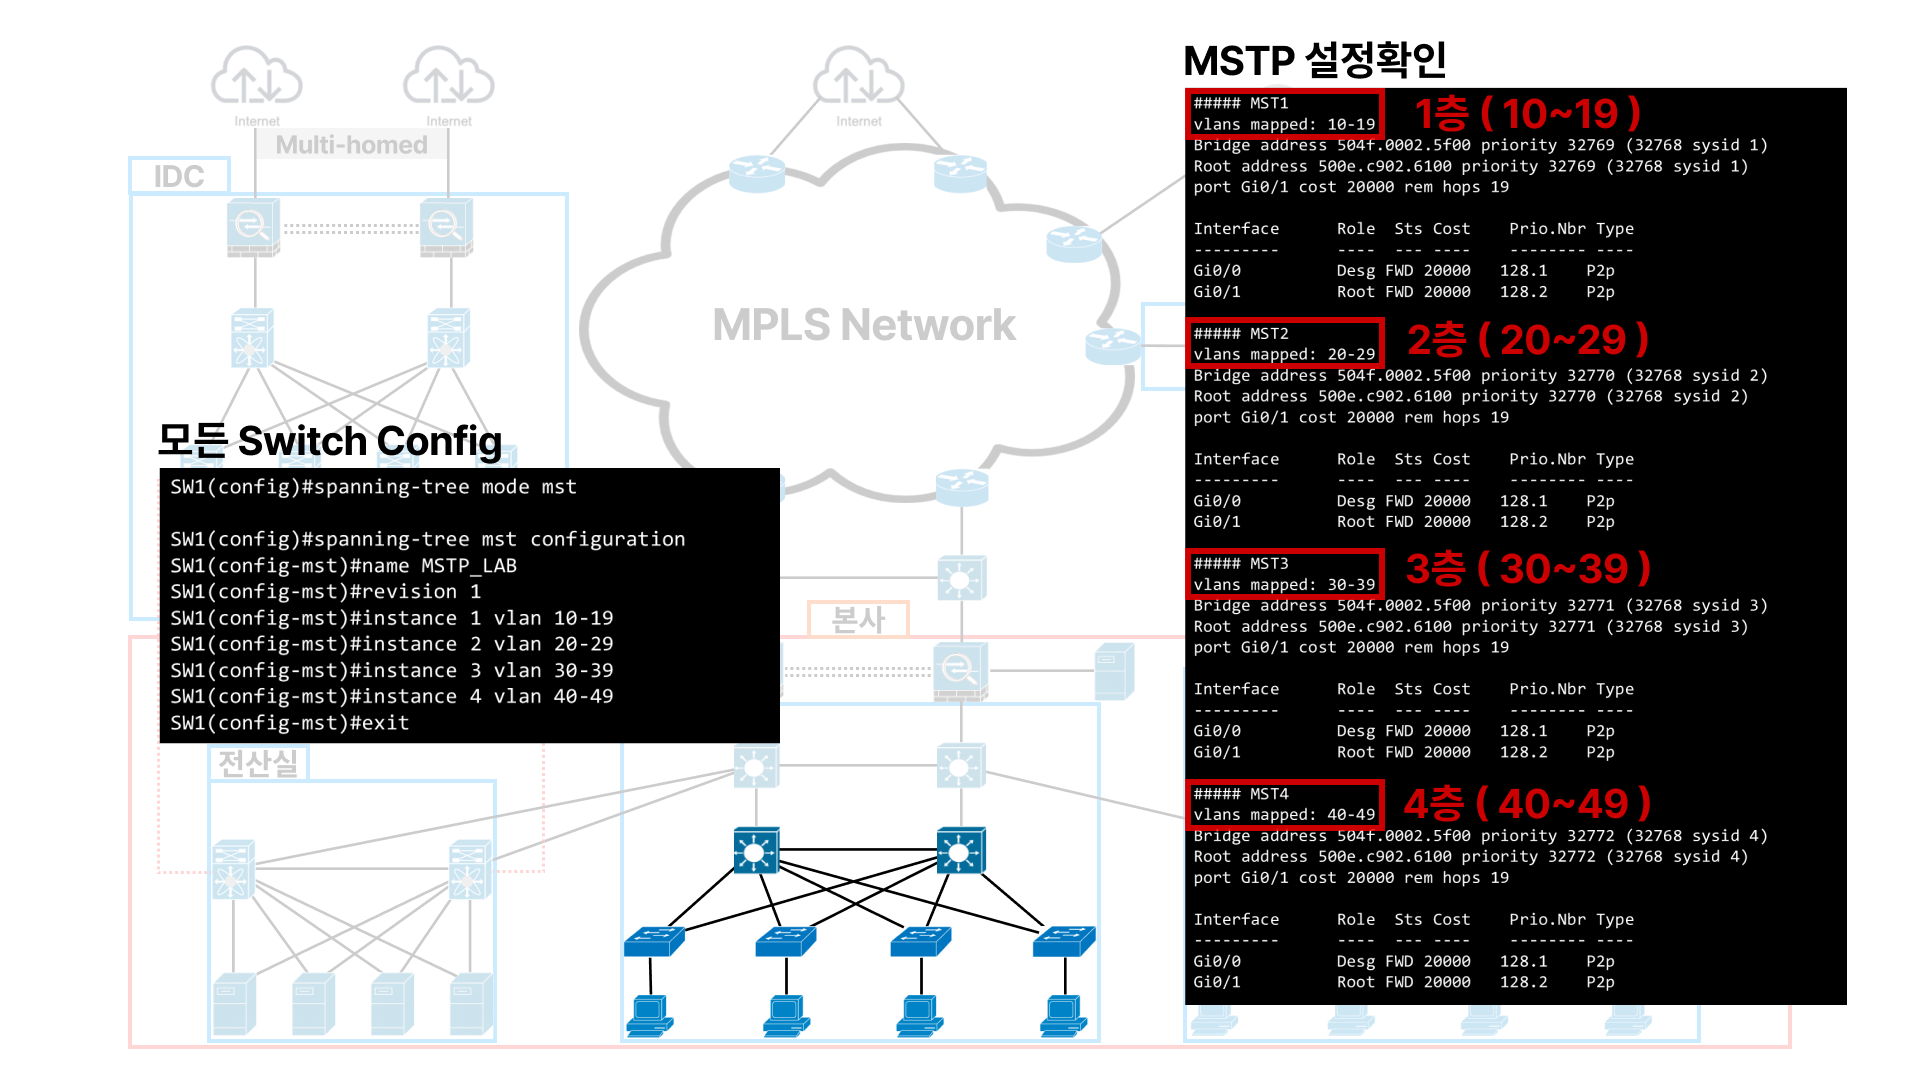 Internet
Internet
Internet
Multi-homed
IDC
MPLS Network
모든 Switch Config
SW1(config)#spanning-tree mode mst
SW1(config)#spanning-tree mst configuration
SW1(config-mst)#name MSTP_LAB
SW1(config-mst)#revision 1
SW1(config-mst)#instance 1 vlan 10-19
SW1(config-mst)#instance 2 vlan 20-29
SW1(config-mst)#instance 3 vlan 30-39
SW1(config-mst)#instance 4 vlan 40-49
SW1(config-mst)#exit
본사
전산실
MSTP 설정확인
##### MST1
vlans mapped: 10-19
1층 ( 10~19 )
Bridge address 504f.0002.5f00 priority 32769 (32768 sysid 1)
Root address 500e.c902.6100 priority 32769 (32768 sysid 1)
port Gi0/1 cost 20000 rem hops 19
Interface Role Sts Cost Prio.Nbr Type
--------- ---- --- ---- -------- ----
Gi0/0 Desg FWD 20000 128.1 P2p
Gi0/1 Root FWD 20000 128.2 P2p
##### MST2
vlans mapped: 20-29
2층 ( 20~29 )
Bridge address 504f.0002.5f00 priority 32770 (32768 sysid 2)
Root address 500e.c902.6100 priority 32770 (32768 sysid 2)
port Gi0/1 cost 20000 rem hops 19
Interface Role Sts Cost Prio.Nbr Type
--------- ---- --- ---- -------- ----
Gi0/0 Desg FWD 20000 128.1 P2p
Gi0/1 Root FWD 20000 128.2 P2p
##### MST3
vlans mapped: 30-39
3층 ( 30~39 )
Bridge address 504f.0002.5f00 priority 32771 (32768 sysid 3)
Root address 500e.c902.6100 priority 32771 (32768 sysid 3)
port Gi0/1 cost 20000 rem hops 19
Interface Role Sts Cost Prio.Nbr Type
--------- ---- --- ---- -------- ----
Gi0/0 Desg FWD 20000 128.1 P2p
Gi0/1 Root FWD 20000 128.2 P2p
##### MST4
vlans mapped: 40-49
4층 ( 40~49 )
Bridge address 504f.0002.5f00 priority 32772 (32768 sysid 4)
Root address 500e.c902.6100 priority 32772 (32768 sysid 4)
port Gi0/1 cost 20000 rem hops 19
Interface Role Sts Cost Prio.Nbr Type
--------- ---- --- ---- -------- ----
Gi0/0 Desg FWD 20000 128.1 P2p
Gi0/1 Root FWD 20000 128.2 P2p